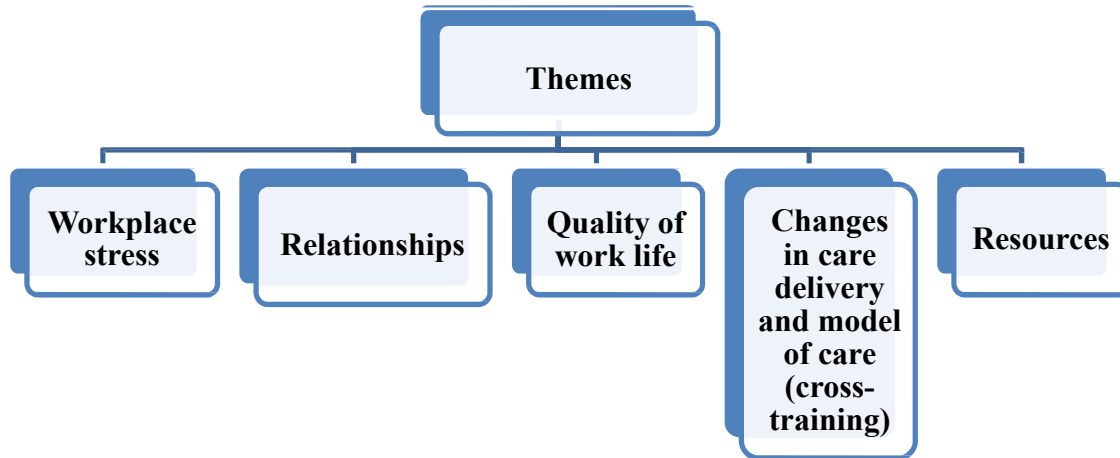 Themes
Workplace
stress
Relationships
Quality of
work life
Changes
in care
delivery
and model
of care
(cross-
training)
Resources